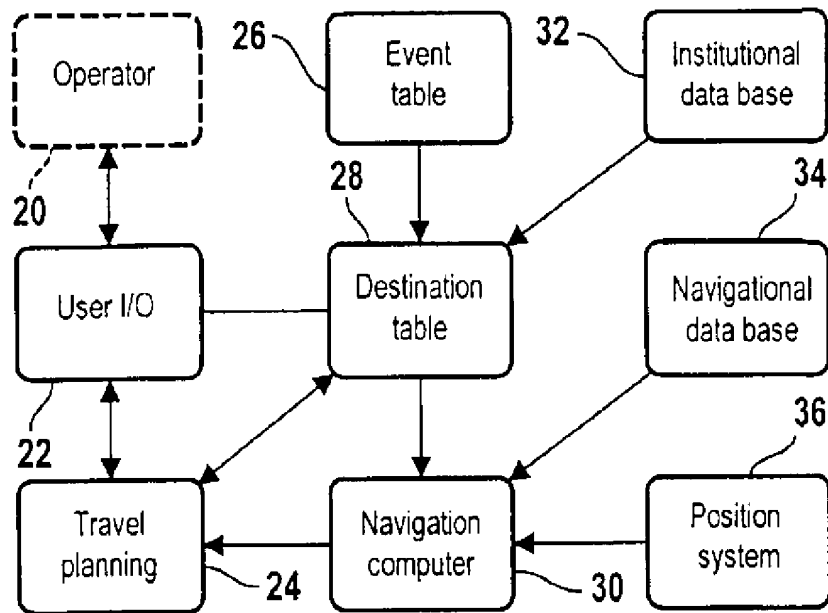 26
32
Operator
Event
table
Institutional
data base
20
28
34
User I/O
Destination
table
Navigational
data base
22
36
Travel
planning
Navigation
computer
Position
system
24
30